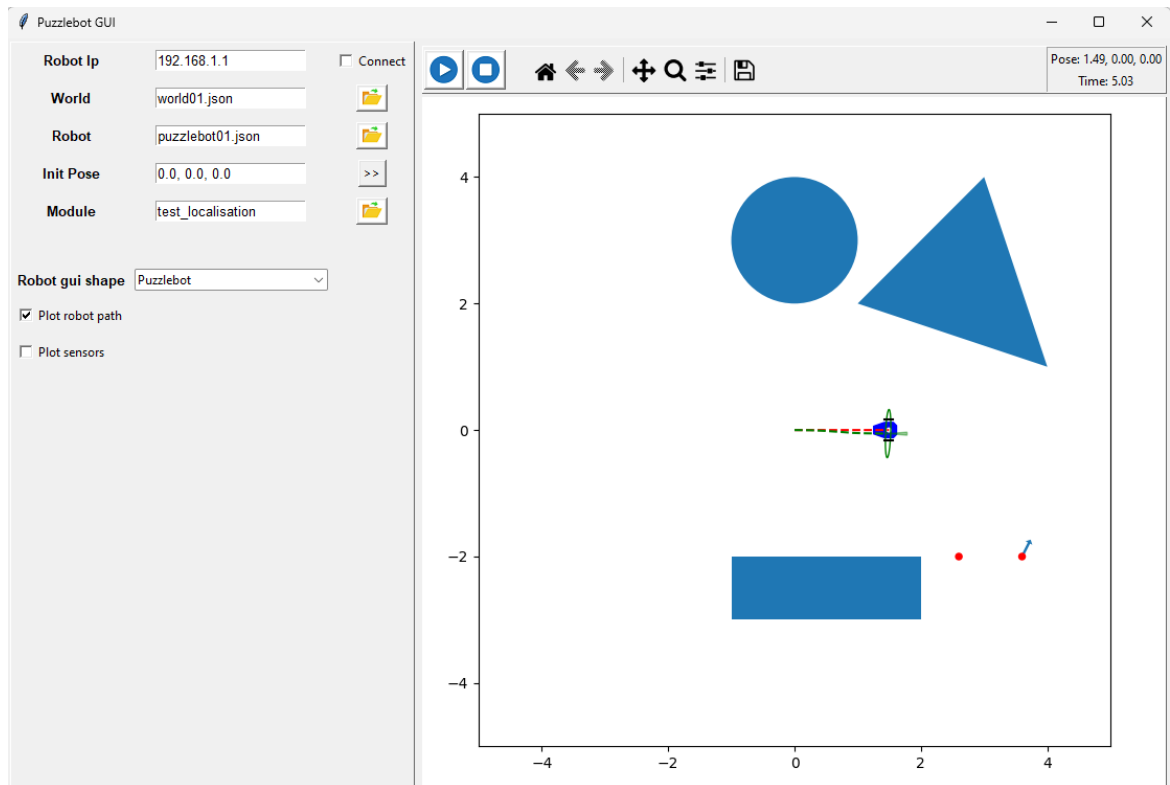 Puzzlebot GUI
Robot Ip 192.168.1.1 Connect
World world01.json
Robot puzzlebot01.json
Init Pose 0.0, 0.0, 0.0 >>
Module test_localisation
Robot gui shape Puzzlebot
Plot robot path
Plot sensors
Pose: 1.49, 0.00, 0.00
Time: 5.03
4
2
0
−2
−4
−4 −2 0 2 4